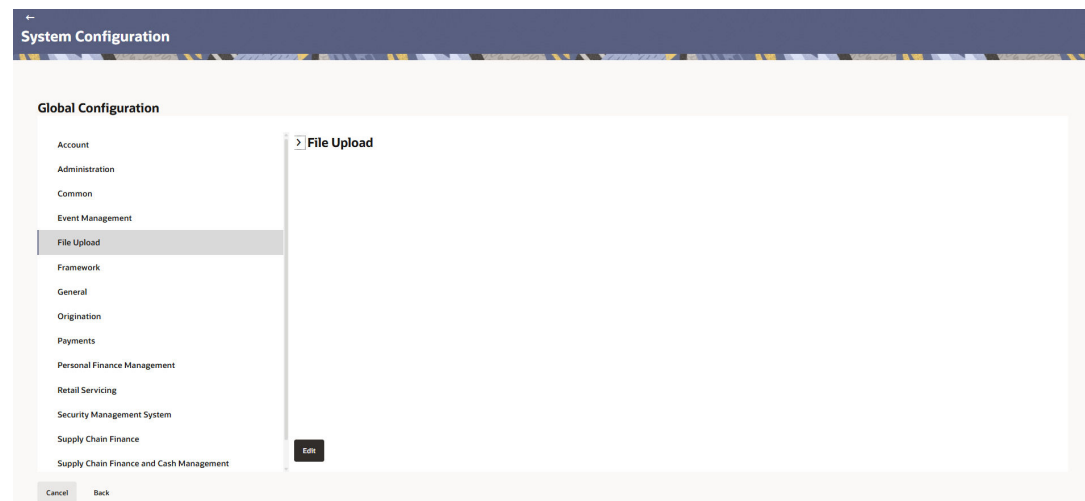 ←
System Configuration
Global Configuration
Account
Administration
Common
Event Management
File Upload
Framework
General
Origination
Payments
Personal Finance Management
Retail Servicing
Security Management System
Supply Chain Finance
Supply Chain Finance and Cash Management
> File Upload
Edit
Cancel Back